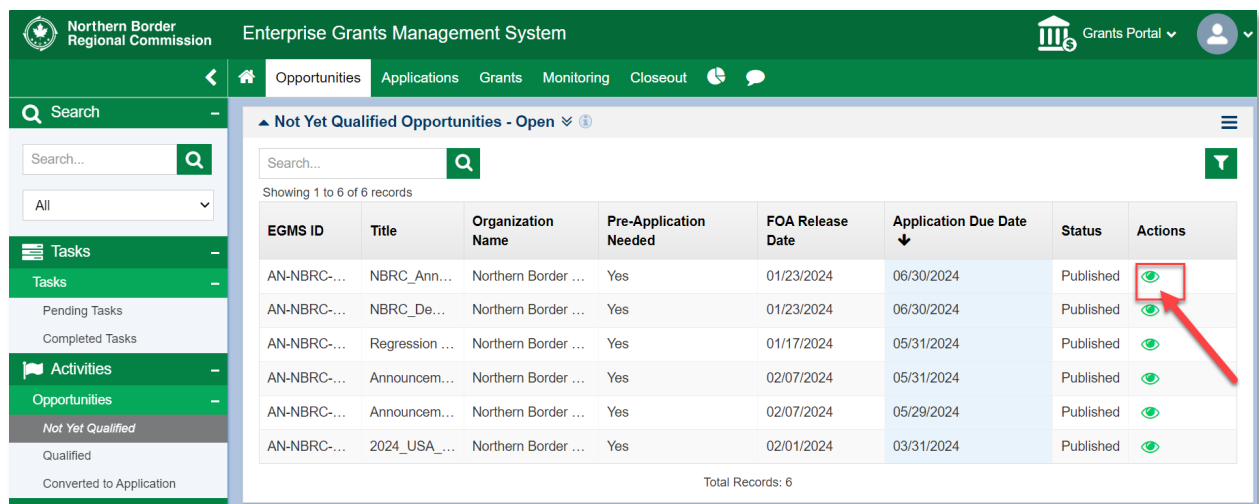 Northern Border
Regional Commission
Enterprise Grants Management System
Grants Portal
Opportunities Applications Grants Monitoring Closeout
Search
Search...
All
Tasks
Tasks
Pending Tasks
Completed Tasks
Activities
Opportunities
Not Yet Qualified
Qualified
Converted to Application
Not Yet Qualified Opportunities - Open
Search...
Showing 1 to 6 of 6 records
EGMS ID Title Organization Name Pre-Application Needed FOA Release Date Application Due Date Status Actions
AN-NBRC-... NBRC_Ann... Northern Border ... Yes 01/23/2024 06/30/2024 Published
AN-NBRC-... NBRC_De... Northern Border ... Yes 01/23/2024 06/30/2024 Published
AN-NBRC-... Regression ... Northern Border ... Yes 01/17/2024 05/31/2024 Published
AN-NBRC-... Announcem... Northern Border ... Yes 02/07/2024 05/31/2024 Published
AN-NBRC-... Announcem... Northern Border ... Yes 02/07/2024 05/29/2024 Published
AN-NBRC-... 2024_USA_... Northern Border ... Yes 02/01/2024 03/31/2024 Published
Total Records: 6